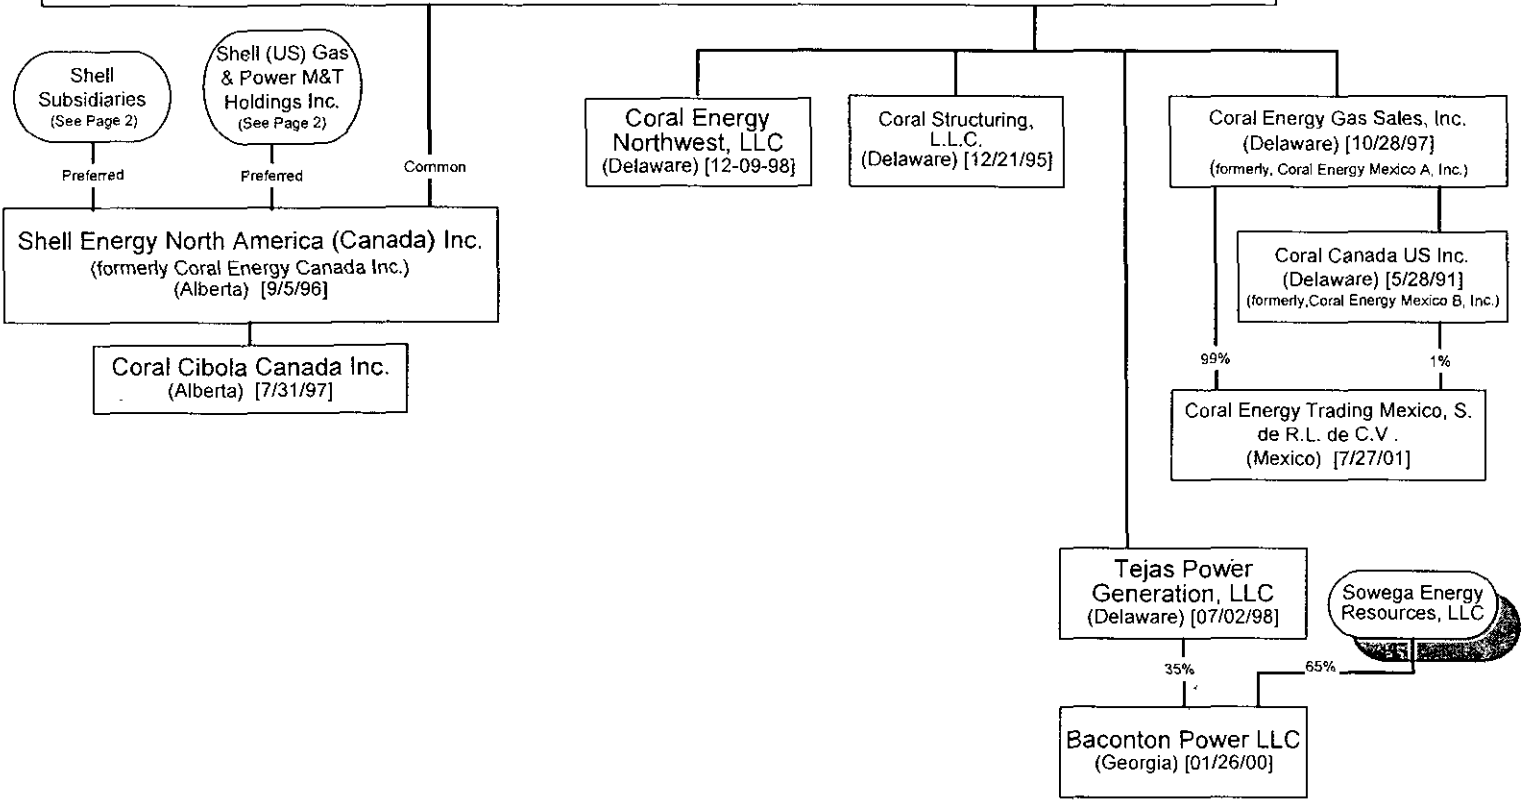 Shell
Subsidiaries
(See Page 2)
Shell (US) Gas
& Power M&T
Holdings Inc.
(See Page 2)
Preferred
Preferred
Common
Shell Energy North America (Canada) Inc.
(formerly Coral Energy Canada Inc.)
(Alberta) [9/5/96]
Coral Cibola Canada Inc.
(Alberta) [7/31/97]
Coral Energy
Northwest, LLC
(Delaware) [12-09-98]
Coral Structuring,
L.L.C.
(Delaware) [12/21/95]
Coral Energy Gas Sales, Inc.
(Delaware) [10/28/97]
(formerly, Coral Energy Mexico A, Inc.)
Coral Canada US Inc.
(Delaware) [5/28/91]
(formerly,Coral Energy Mexico B, Inc.)
99%
1%
Coral Energy Trading Mexico, S.
de R.L. de C.V .
(Mexico) [7/27/01]
Tejas Power
Generation, LLC
(Delaware) [07/02/98]
Sowega Energy
Resources, LLC
35%
65%
Baconton Power LLC
(Georgia) [01/26/00]